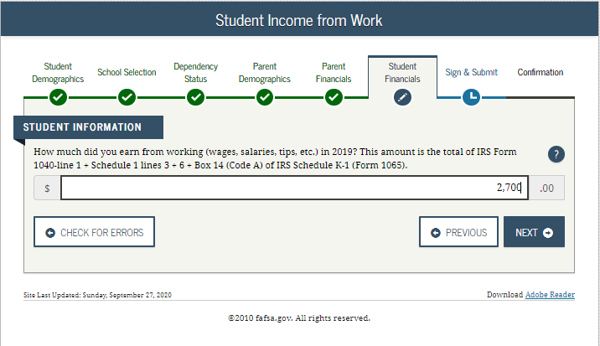 Student Income from Work
Student Demographics
School Selection
Dependency Status
Parent Demographics
Parent Financials
Student Financials
Sign & Submit
Confirmation
STUDENT INFORMATION
How much did you earn from working (wages, salaries, tips, etc.) in 2019? This amount is the total of IRS Form
1040-line 1 + Schedule 1 lines 3 + 6 + Box 14 (Code A) of IRS Schedule K-1 (Form 1065).
?
$ 2,700 .00
CHECK FOR ERRORS PREVIOUS NEXT
Site Last Updated: Sunday, September 27, 2020 Download Adobe Reader
©2010 fafsa.gov. All rights reserved.